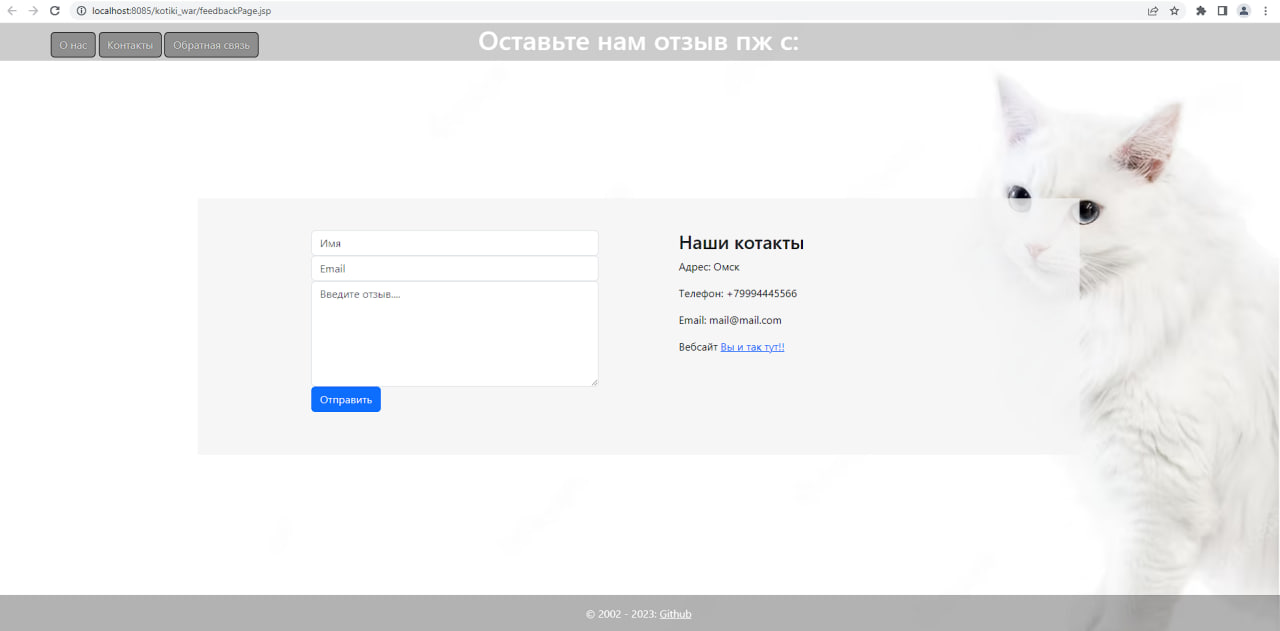 localhost:8085/kotiki_war/feedbackPage.jsp
О нас Контакты Обратная связь
Оставьте нам отзыв пж с:
Имя
Email
Введите отзыв....
Отправить
Наши котакты
Адрес: Омск
Телефон: +79994445566
Email: mail@mail.com
Вебсайт Вы и так тут!!
© 2002 - 2023: Github